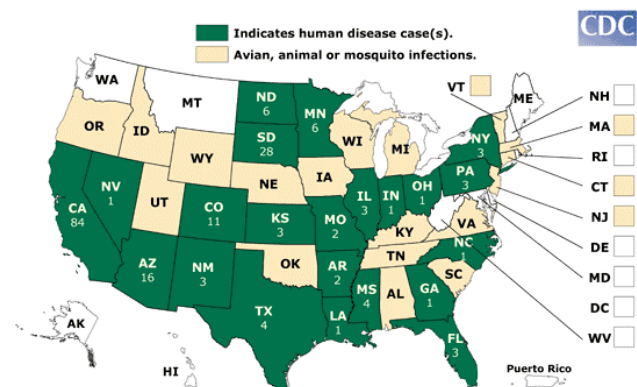 Indicates human disease case(s).
Avian, animal or mosquito infections.
CDC
WA
MT
ND
6
MN
6
VT
ME
NH
OR
ID
SD
28
WI
MI
NY
3
MA
WY
RI
NV
1
NE
IA
PA
3
CT
CA
84
UT
CO
11
IL
3
IN
1
OH
1
NJ
KS
3
MO
2
KY
VA
DE
AZ
16
NM
3
OK
AR
2
TN
NC
1
MD
SC
MS
4
AL
GA
1
DC
TX
4
LA
1
WV
AK
FL
3
HI
Puerto Rico